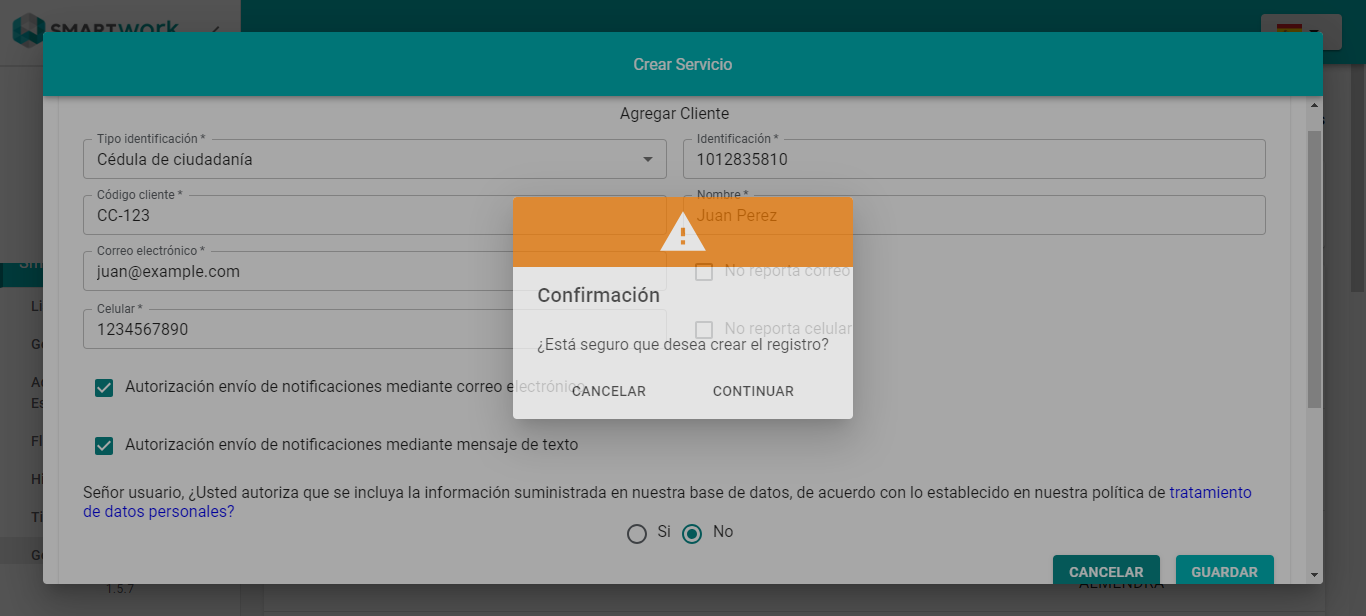 SMARTWORK
Crear Servicio
Agregar Cliente
Tipo identificación *
Cédula de ciudadanía
Identificación *
1012835810
Código cliente *
CC-123
Nombre *
Juan Perez
Correo electrónico *
juan@example.com
No reporta correo
Celular *
1234567890
No reporta celular
Confirmación
¿Está seguro que desea crear el registro?
CANCELAR
CONTINUAR
Autorización envío de notificaciones mediante correo electrónico
Autorización envío de notificaciones mediante mensaje de texto
Señor usuario, ¿Usted autoriza que se incluya la información suministrada en nuestra base de datos, de acuerdo con lo establecido en nuestra política de tratamiento
de datos personales?
Si
No
CANCELAR
GUARDAR
ALMENDRA
1.5.7